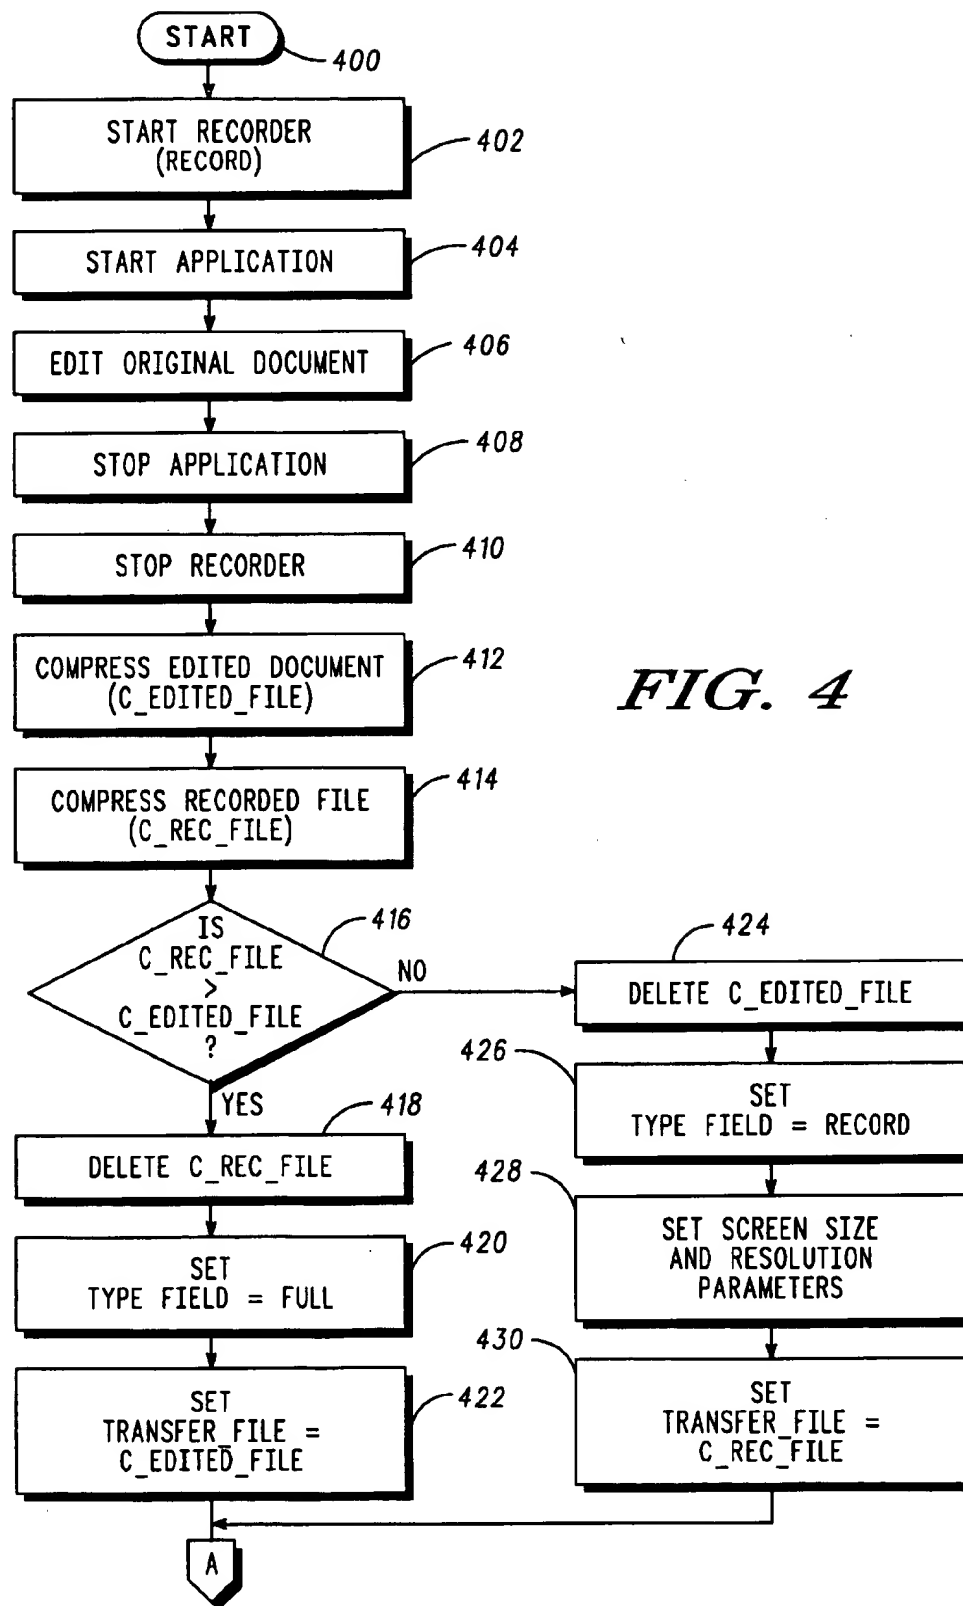 START
400
START RECORDER
(RECORD)
402
START APPLICATION
404
EDIT ORIGINAL DOCUMENT
406
STOP APPLICATION
408
STOP RECORDER
410
COMPRESS EDITED DOCUMENT
(C_EDITED_FILE)
412
FIG. 4
COMPRESS RECORDED FILE
(C_REC_FILE)
414
IS
C_REC_FILE
>
C_EDITED_FILE
?
416
NO
YES
DELETE C_REC_FILE
418
SET
TYPE FIELD = FULL
420
SET
TRANSFER_FILE =
C_EDITED_FILE
422
424
DELETE C_EDITED_FILE
426
SET
TYPE FIELD = RECORD
428
SET SCREEN SIZE
AND RESOLUTION
PARAMETERS
430
SET
TRANSFER_FILE =
C_REC_FILE
A